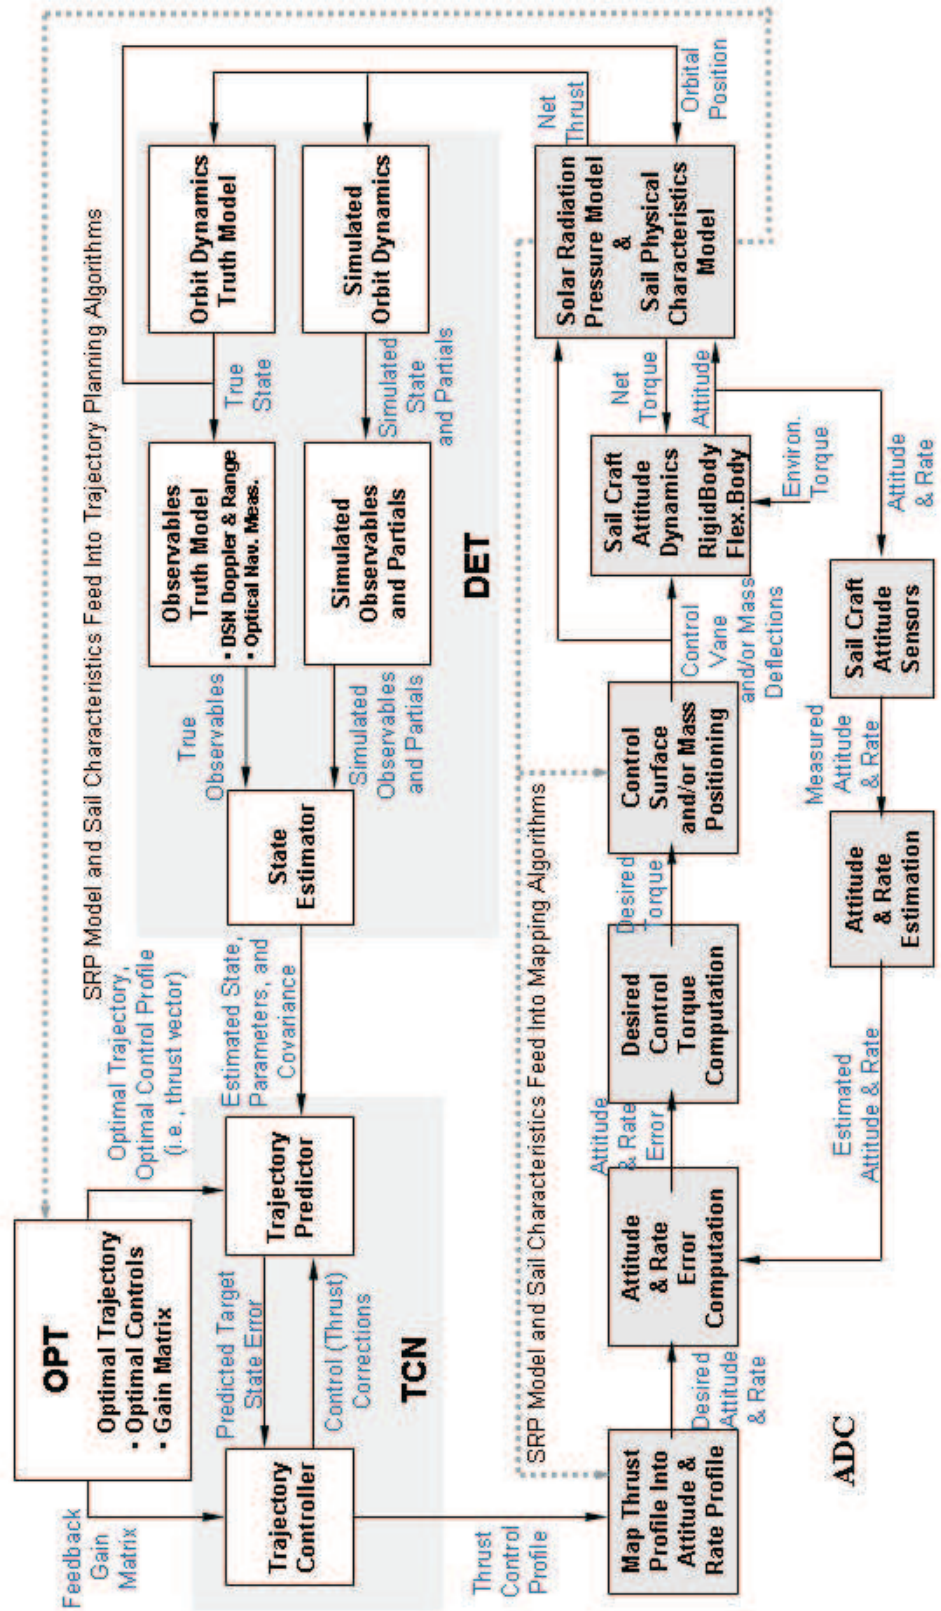 OPT
Optimal Trajectory
• Optimal Controls
• Gain Matrix
Feedback
Gain
Matrix
Optimal Trajectory,
Optimal Control Profile
(i.e., thrust vector)
SRP Model and Sail Characteristics Feed Into Trajectory Planning Algorithms
Trajectory
Controller
Predicted Target
State Error
Control (Thrust)
Corrections
Trajectory
Predictor
TCN
Estimated State,
Parameters, and
Covariance
State
Estimator
True
Observables
Simulated
Observables
and Partials
Observables
Truth Model
• DSN Doppler & Range
• Optical Nav. Meas.
Simulated
Observables
and Partials
DET
True
State
Simulated
State
and Partials
Orbit Dynamics
Truth Model
Simulated
Orbit Dynamics
Thrust
Control
Profile
SRP Model and Sail Characteristics Feed Into Mapping Algorithms
Map Thrust
Profile Into
Attitude &
Rate Profile
Desired
Attitude
& Rate
Attitude
& Rate
Error
Computation
Attitude
& Rate
Error
Desired
Control
Torque
Computation
Desired
Torque
Control
Surface
and/or Mass
Positioning
Control
Vane
and/or Mass
Deflections
Sail Craft
Attitude
Dynamics
RigidBody
Flex.Body
Net
Torque
Attitude
Environ.
Torque
Solar Radiation
Pressure Model
&
Sail Physical
Characteristics
Model
Net
Thrust
Orbital
Position
Attitude
& Rate
Sail Craft
Attitude
Sensors
Measured
Attitude
& Rate
Attitude
& Rate
Estimation
Estimated
Attitude & Rate
ADC